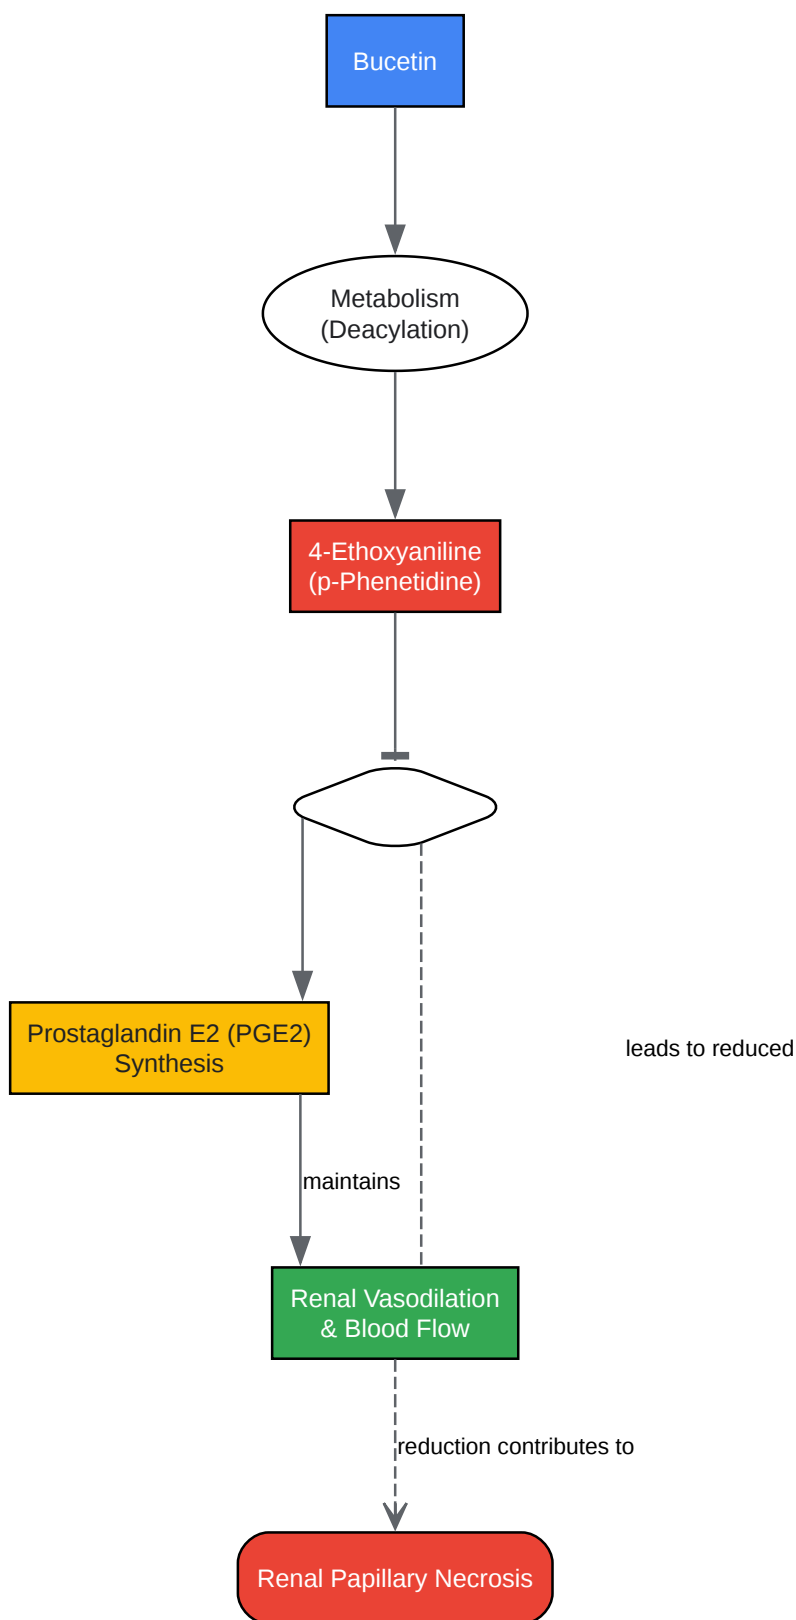 Bucetin
Metabolism
(Deacylation)
4-Ethoxyaniline
(p-Phenetidine)
Prostaglandin E2 (PGE2)
Synthesis
leads to reduced
maintains
Renal Vasodilation
& Blood Flow
reduction contributes to
Renal Papillary Necrosis